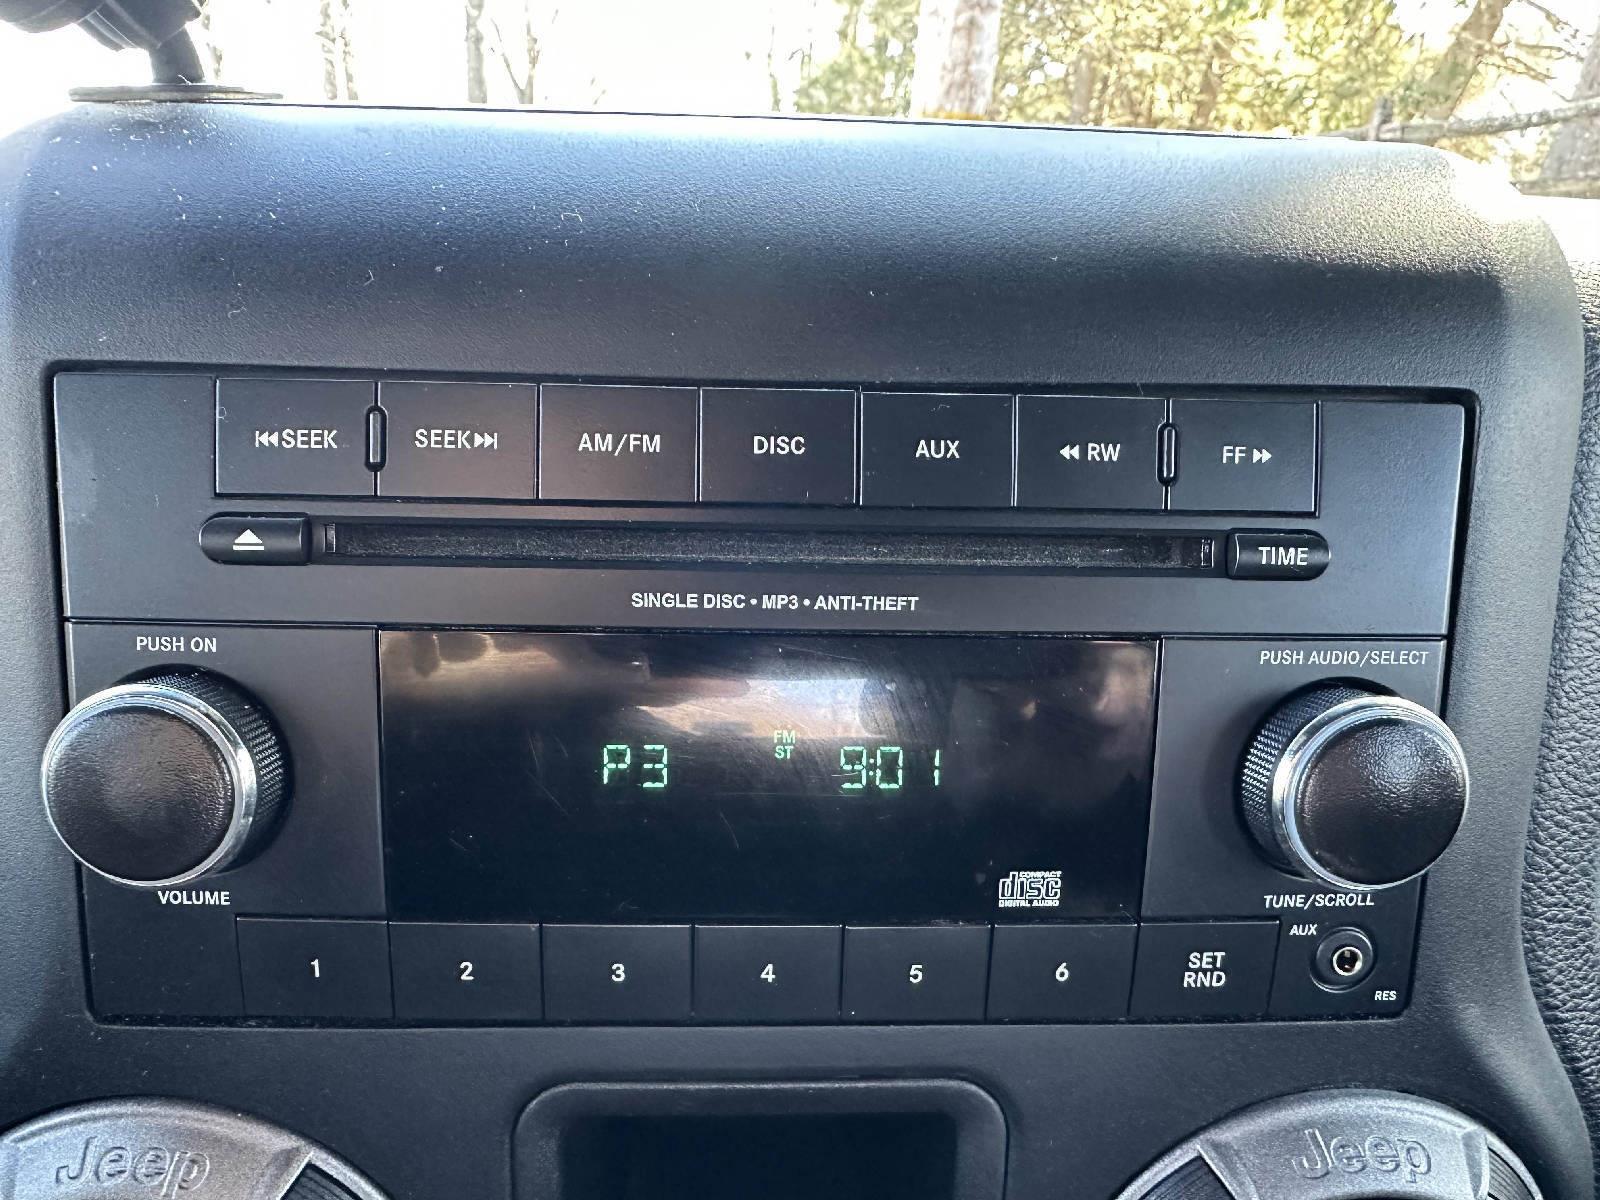 SEEK
SEEK
AM/FM
DISC
AUX
RW
FF
TIME
SINGLE DISC • MP3 • ANTI-THEFT
PUSH ON
PUSH AUDIO/SELECT
P3
FM
ST
9:01
COMPACT
disc
DIGITAL AUDIO
VOLUME
TUNE/SCROLL
AUX
1
2
3
4
5
6
SET
RND
RES
Jeep
Jeep